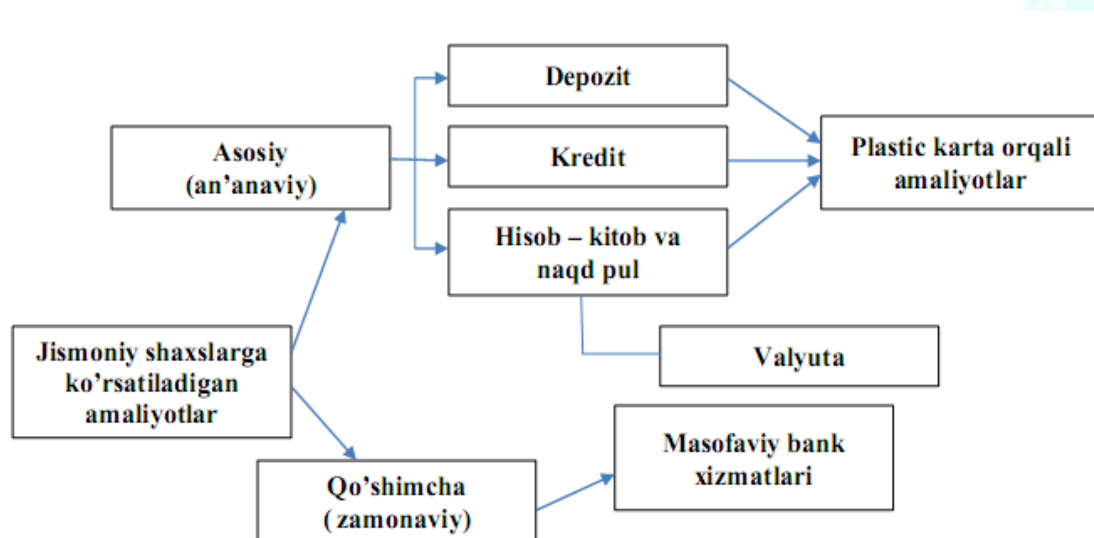 Depozit
Asosiy
(an’anaviy)
Kredit
Plastic karta orqali
amaliyotlar
Hisob – kitob va
naqd pul
Jismoniy shaxslarga
ko’rsatiladigan
amaliyotlar
Valyuta
Masofaviy bank
xizmatlari
Qo’shimcha
( zamonaviy)